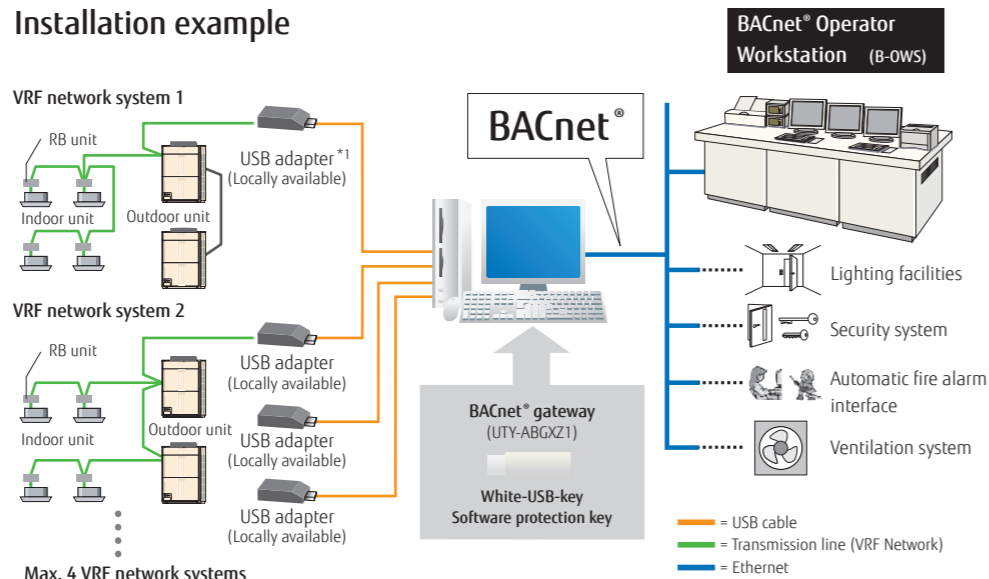 Installation example
BACnet® Operator
Workstation (B-OWS)
VRF network system 1
RB unit
Indoor unit
Outdoor unit
USB adapter*1
(Locally available)
BACnet®
VRF network system 2
RB unit
Indoor unit
Outdoor unit
USB adapter
(Locally available)
USB adapter
(Locally available)
USB adapter
(Locally available)
Max. 4 VRF network systems
BACnet® gateway
(UTY-ABGXZ1)
White-USB-key
Software protection key
Lighting facilities
Security system
Automatic fire alarm
interface
Ventilation system
= USB cable
= Transmission line (VRF Network)
= Ethernet